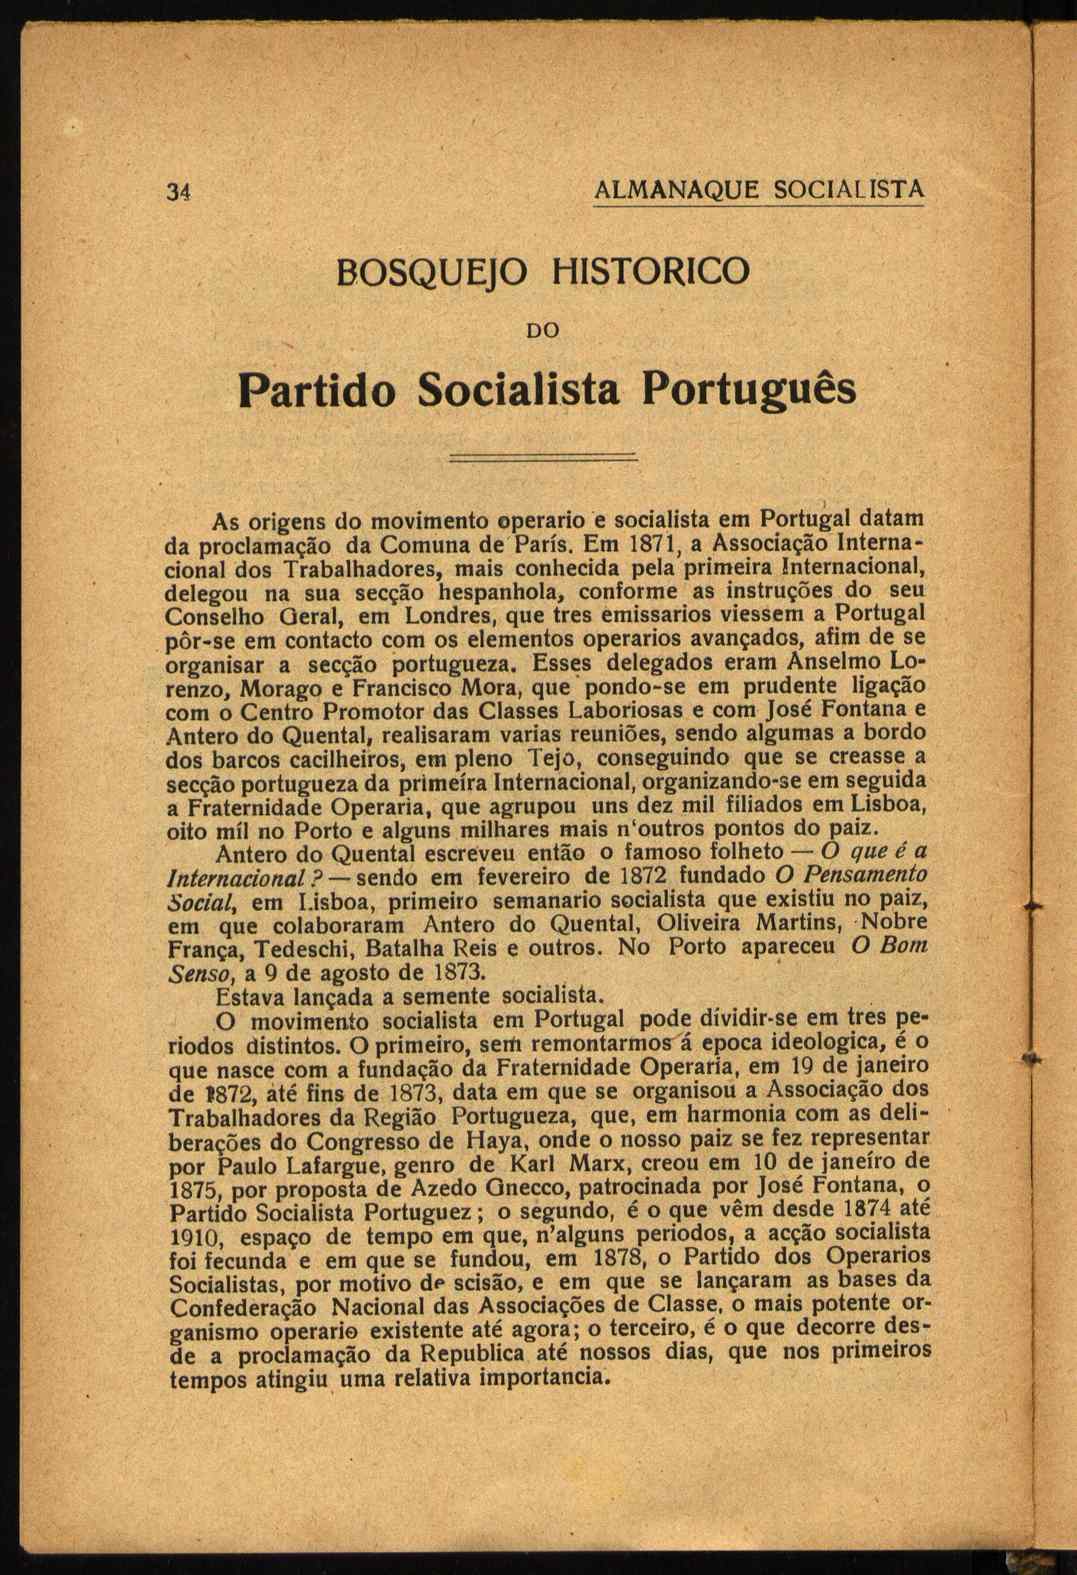 34
ALMANAQUE SOCIALISTA
BOSQUEJO HISTORICO
DO
Partido Socialista Português
As origens do movimento operario e socialista em Portugal datam
da proclamação da Comuna de París. Em 1871, a Associação Interna-
cional dos Trabalhadores, mais conhecida pela primeira Internacional,
delegou na sua secção hespanhola, conforme as instruções do seu
Conselho Geral, em Londres, que tres emissarios viessem a Portugal
pôr-se em contacto com os elementos operarios avançados, afim de se
organisar a secção portugueza. Esses delegados eram Anselmo Lo-
renzo, Morago e Francisco Mora, que pondo-se em prudente ligação
com o Centro Promotor das Classes Laboriosas e com José Fontana e
Antero do Quental, realisaram varias reuniões, sendo algumas a bordo
dos barcos cacilheiros, em pleno Tejo, conseguindo que se creasse a
secção portugueza da primeíra Internacional, organizando-se em seguida
a Fraternidade Operaria, que agrupou uns dez mil filiados em Lisboa,
oito míl no Porto e alguns milhares mais n‘outros pontos do paiz.
Antero do Quental escreveu então o famoso folheto — O que é a
Internacional ? — sendo em fevereiro de 1872 fundado O Pensamento
Social, em Lisboa, primeiro semanario socialista que existiu no paiz,
em que colaboraram Antero do Quental, Oliveira Martins, Nobre
França, Tedeschi, Batalha Reis e outros. No Porto apareceu O Bom
Senso, a 9 de agosto de 1873.
Estava lançada a semente socialista.
O movimento socialista em Portugal pode dívidir-se em tres pe-
riodos distintos. O primeiro, sem remontarmos á epoca ideologica, é o
que nasce com a fundação da Fraternidade Operaria, em 19 de janeiro
de 1872, até fins de 1873, data em que se organisou a Associação dos
Trabalhadores da Região Portugueza, que, em harmonia com as deli-
berações do Congresso de Haya, onde o nosso paiz se fez representar
por Paulo Lafargue, genro de Karl Marx, creou em 10 de janeíro de
1875, por proposta de Azedo Gnecco, patrocinada por José Fontana, o
Partido Socialista Portuguez ; o segundo, é o que vêm desde 1874 até
1910, espaço de tempo em que, n’alguns periodos, a acção socialista
foi fecunda e em que se fundou, em 1878, o Partido dos Operarios
Socialistas, por motivo de scisão, e em que se lançaram as bases da
Confederação Nacional das Associações de Classe, o mais potente or-
ganismo operario existente até agora; o terceiro, é o que decorre des-
de a proclamação da Republica até nossos dias, que nos primeiros
tempos atingiu uma relativa importancia.